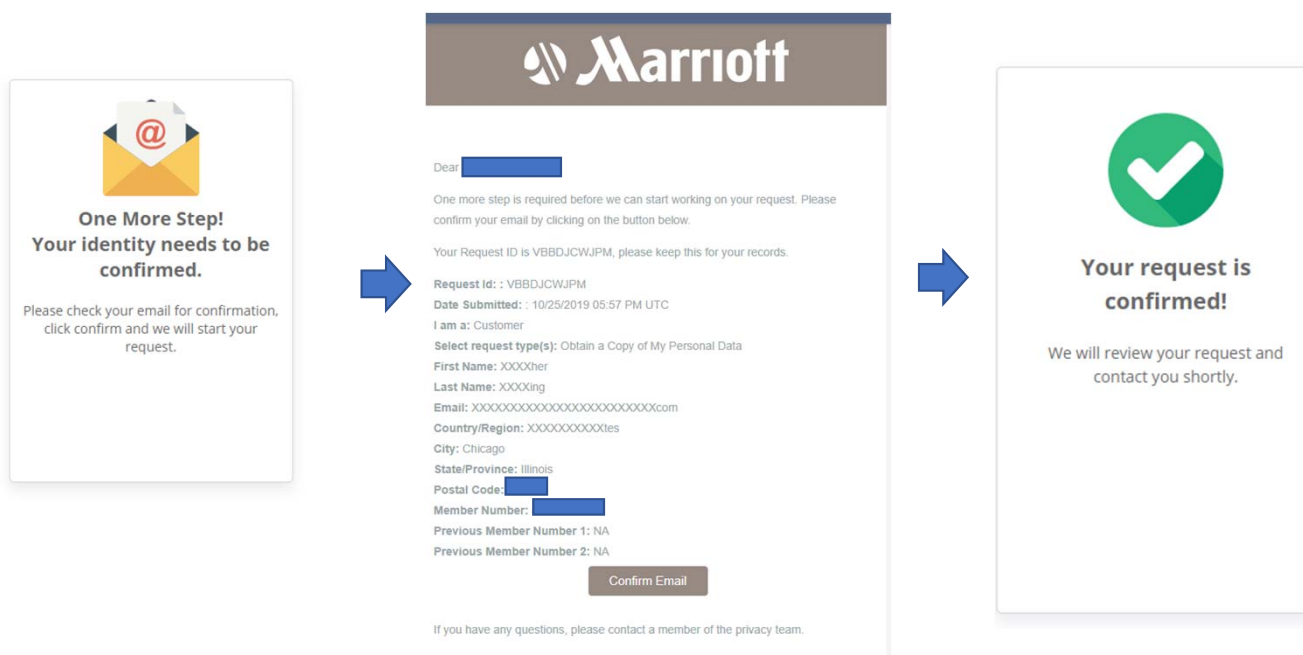 One More Step!
Your identity needs to be
confirmed.
Please check your email for confirmation,
click confirm and we will start your
request.
Marriott
Dear
One more step is required before we can start working on your request. Please
confirm your email by clicking on the button below.
Your Request ID is VBBDJCWJPM, please keep this for your records.
Request Id: : VBBDJCWJPM
Date Submitted: : 10/25/2019 05:57 PM UTC
I am a: Customer
Select request type(s): Obtain a Copy of My Personal Data
First Name: XXXXher
Last Name: XXXXing
Email: XXXXXXXXXXXXXXXXXXXXXXXXXcom
Country/Region: XXXXXXXXXXtes
City: Chicago
State/Province: Illinois
Postal Code:
Member Number:
Previous Member Number 1: NA
Previous Member Number 2: NA
Confirm Email
If you have any questions, please contact a member of the privacy team.
Your request is
confirmed!
We will review your request and
contact you shortly.